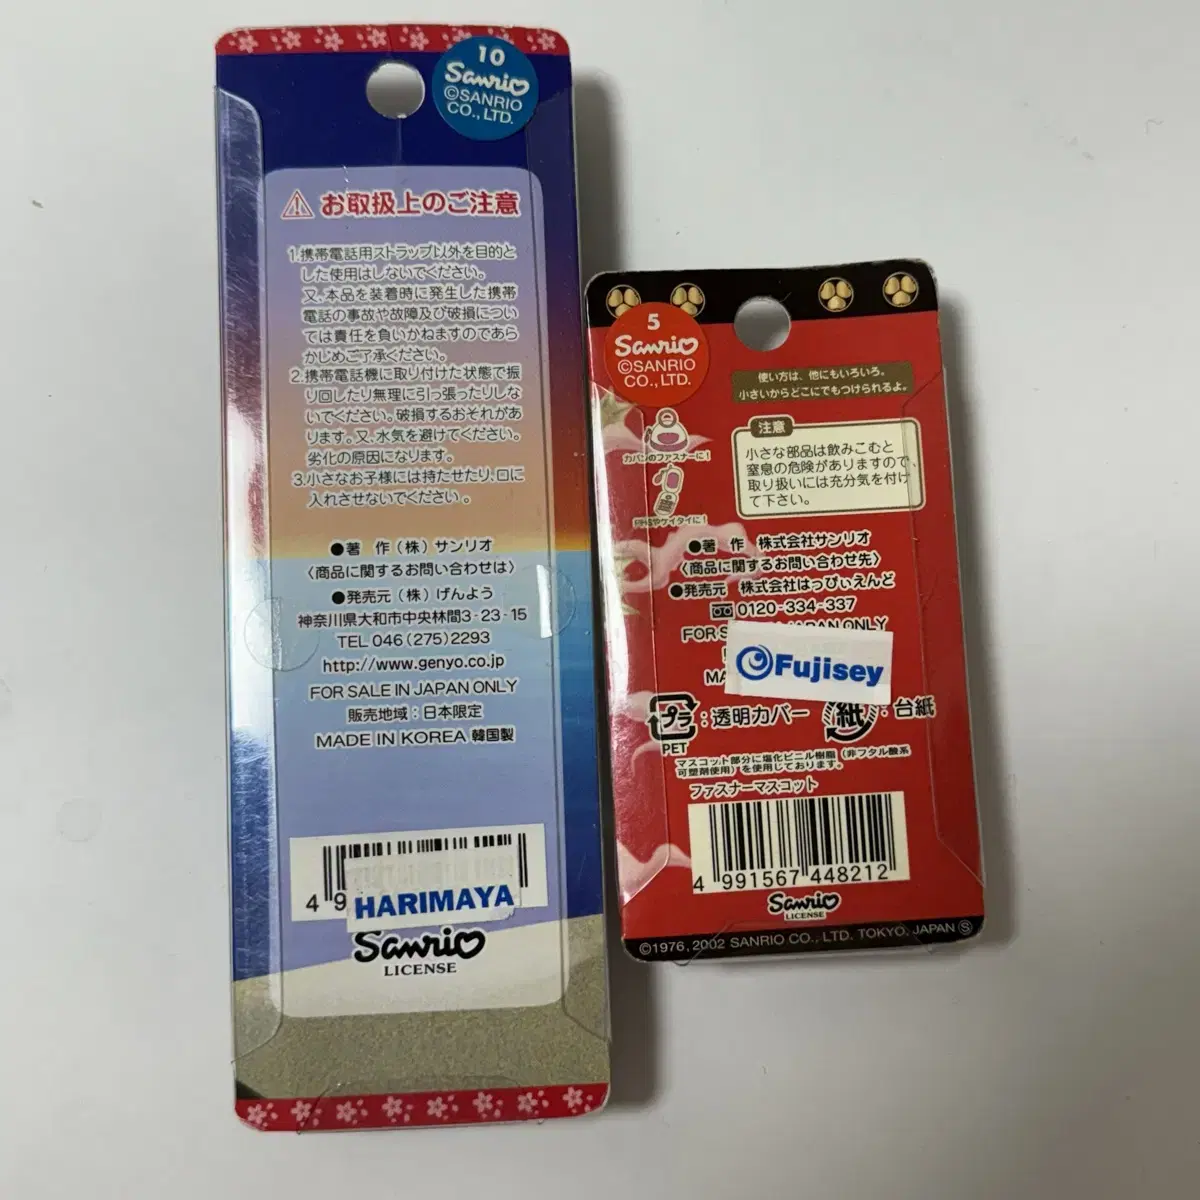 10
Sanrio
©SANRIO
CO., LTD.
お取扱上のご注意
1.携帯電話用ストラップ以外を目的と
した使用はしないでください。
又、本品を装着時に発生した携帯
電話の事故や故障及び破損につい
ては責任を負いかねますのであら
かじめご了承ください。
2.携帯電話機に取り付けた状態で振
り回したり無理に引っ張ったりしな
いでください。破損するおそれがあ
ります。又、水気を避けてください。
劣化の原因になります。
3.小さなお子様には持たせたり、口に
入れさせないでください。
●著 作(株)サンリオ
〈商品に関するお問い合わせは〉
●発売元(株)げんよう
神奈川県大和市中央林間3-23-15
TEL 046(275)2293
http://www.genyo.co.jp
FOR SALE IN JAPAN ONLY
販売地域:日本限定
MADE IN KOREA 韓国製
4 9
HARIMAYA
Sanrio
LICENSE
5
Sanrio
©SANRIO
CO., LTD.
使い方は、他にもいろいろ。
小さいからどこにでもつけられるよ。
カバンのファスナーに!
PHSやケイタイに!
注意
小さな部品は飲みこむと
窒息の危険がありますので、
取り扱いには充分気を付け
て下さい。
●著 作 株式会社サンリオ
〈商品に関するお問い合わせ先〉
●発売元 株式会社はっぴぃえんど
0120-334-337
FOR S JAPAN ONLY
MA
Fujisey
プラ:透明カバー 紙:台紙
PET
マスコット部分に塩化ビニル樹脂(非フタル酸系
可塑剤使用)を使用しております。
ファスナーマスコット
4 991567 448212
Sanrio
LICENSE
©1976, 2002 SANRIO CO., LTD. TOKYO, JAPAN Ⓢ